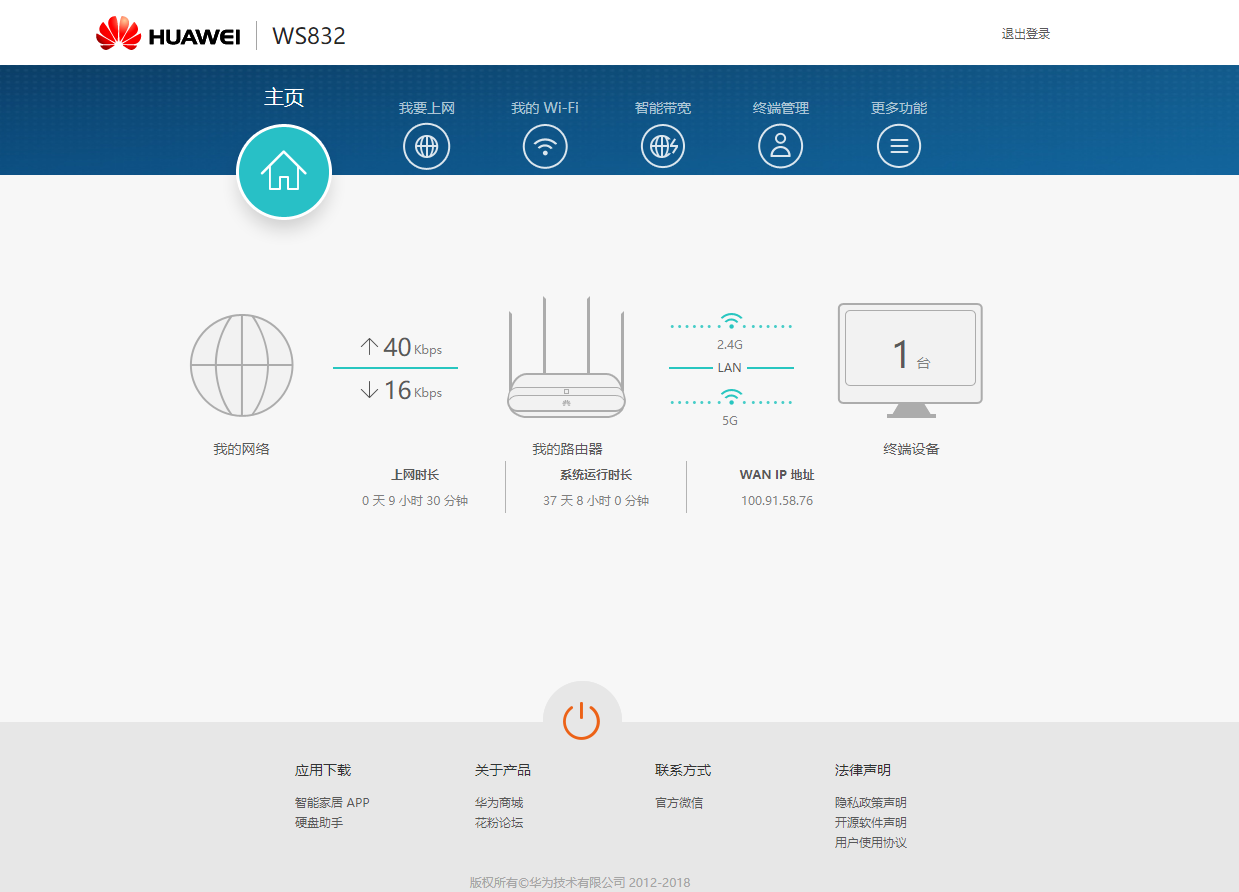 HUAWEI WS832
退出登录
主页
我要上网
我的 Wi-Fi
智能带宽
终端管理
更多功能
40 Kbps
16 Kbps
2.4G
LAN
5G
1 台
我的网络
我的路由器
终端设备
上网时长
0 天 9 小时 30 分钟
系统运行时长
37 天 8 小时 0 分钟
WAN IP 地址
100.91.58.76
应用下载
智能家居 APP
硬盘助手
关于产品
华为商城
花粉论坛
联系方式
官方微信
法律声明
隐私政策声明
开源软件声明
用户使用协议
版权所有©华为技术有限公司 2012-2018